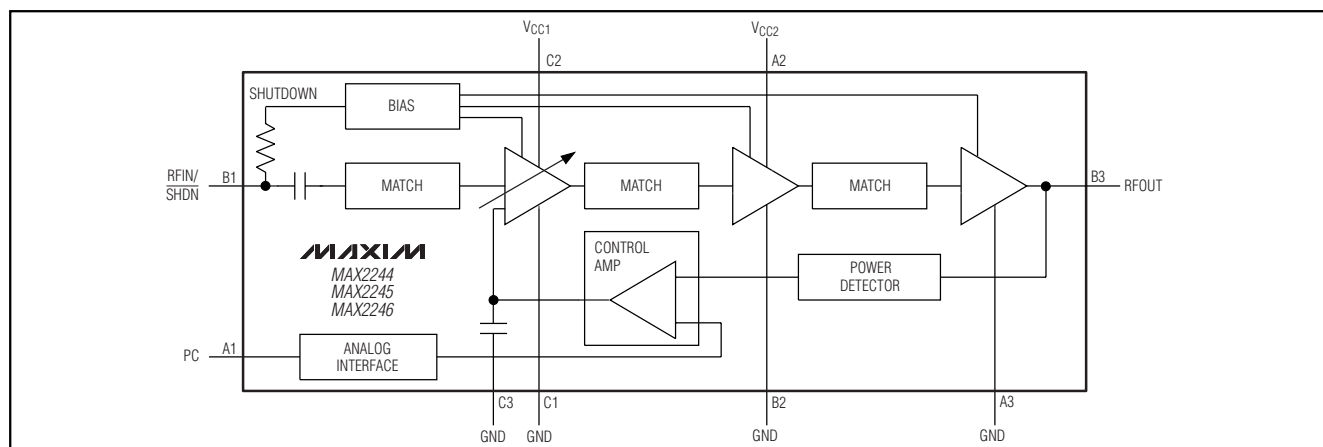 VCC1
VCC2
C2
A2
SHUTDOWN
BIAS
RFIN/
SHDN
B1
MATCH
MATCH
MATCH
B3
RFOUT
MAXIM
MAX2244
MAX2245
MAX2246
CONTROL
AMP
POWER
DETECTOR
PC
A1
ANALOG
INTERFACE
C3
C1
B2
A3
GND
GND
GND
GND